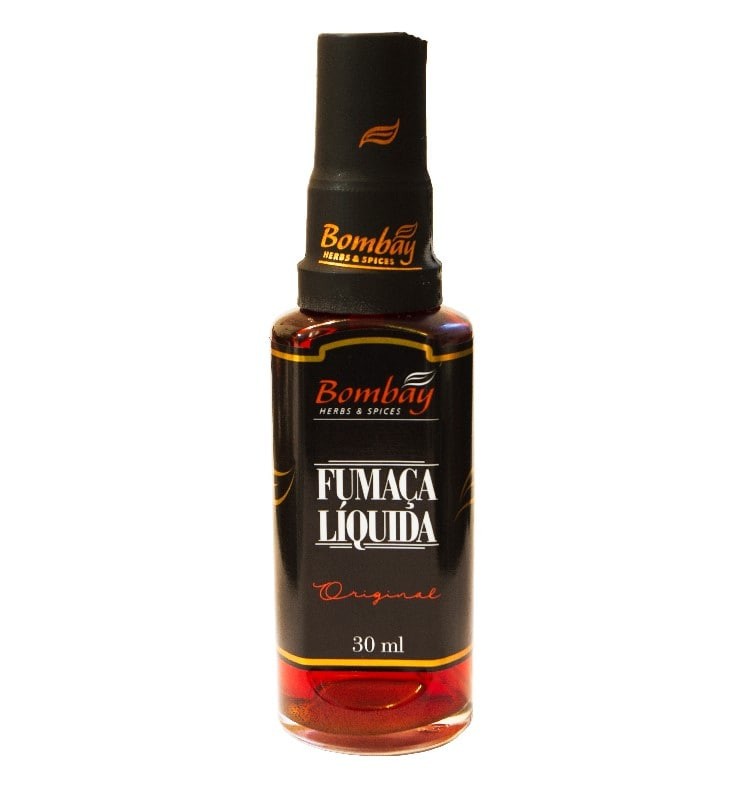 Bombay
HERBS & SPICES
Bombay
HERBS & SPICES
FUMAÇA
LÍQUIDA
Original
30 ml